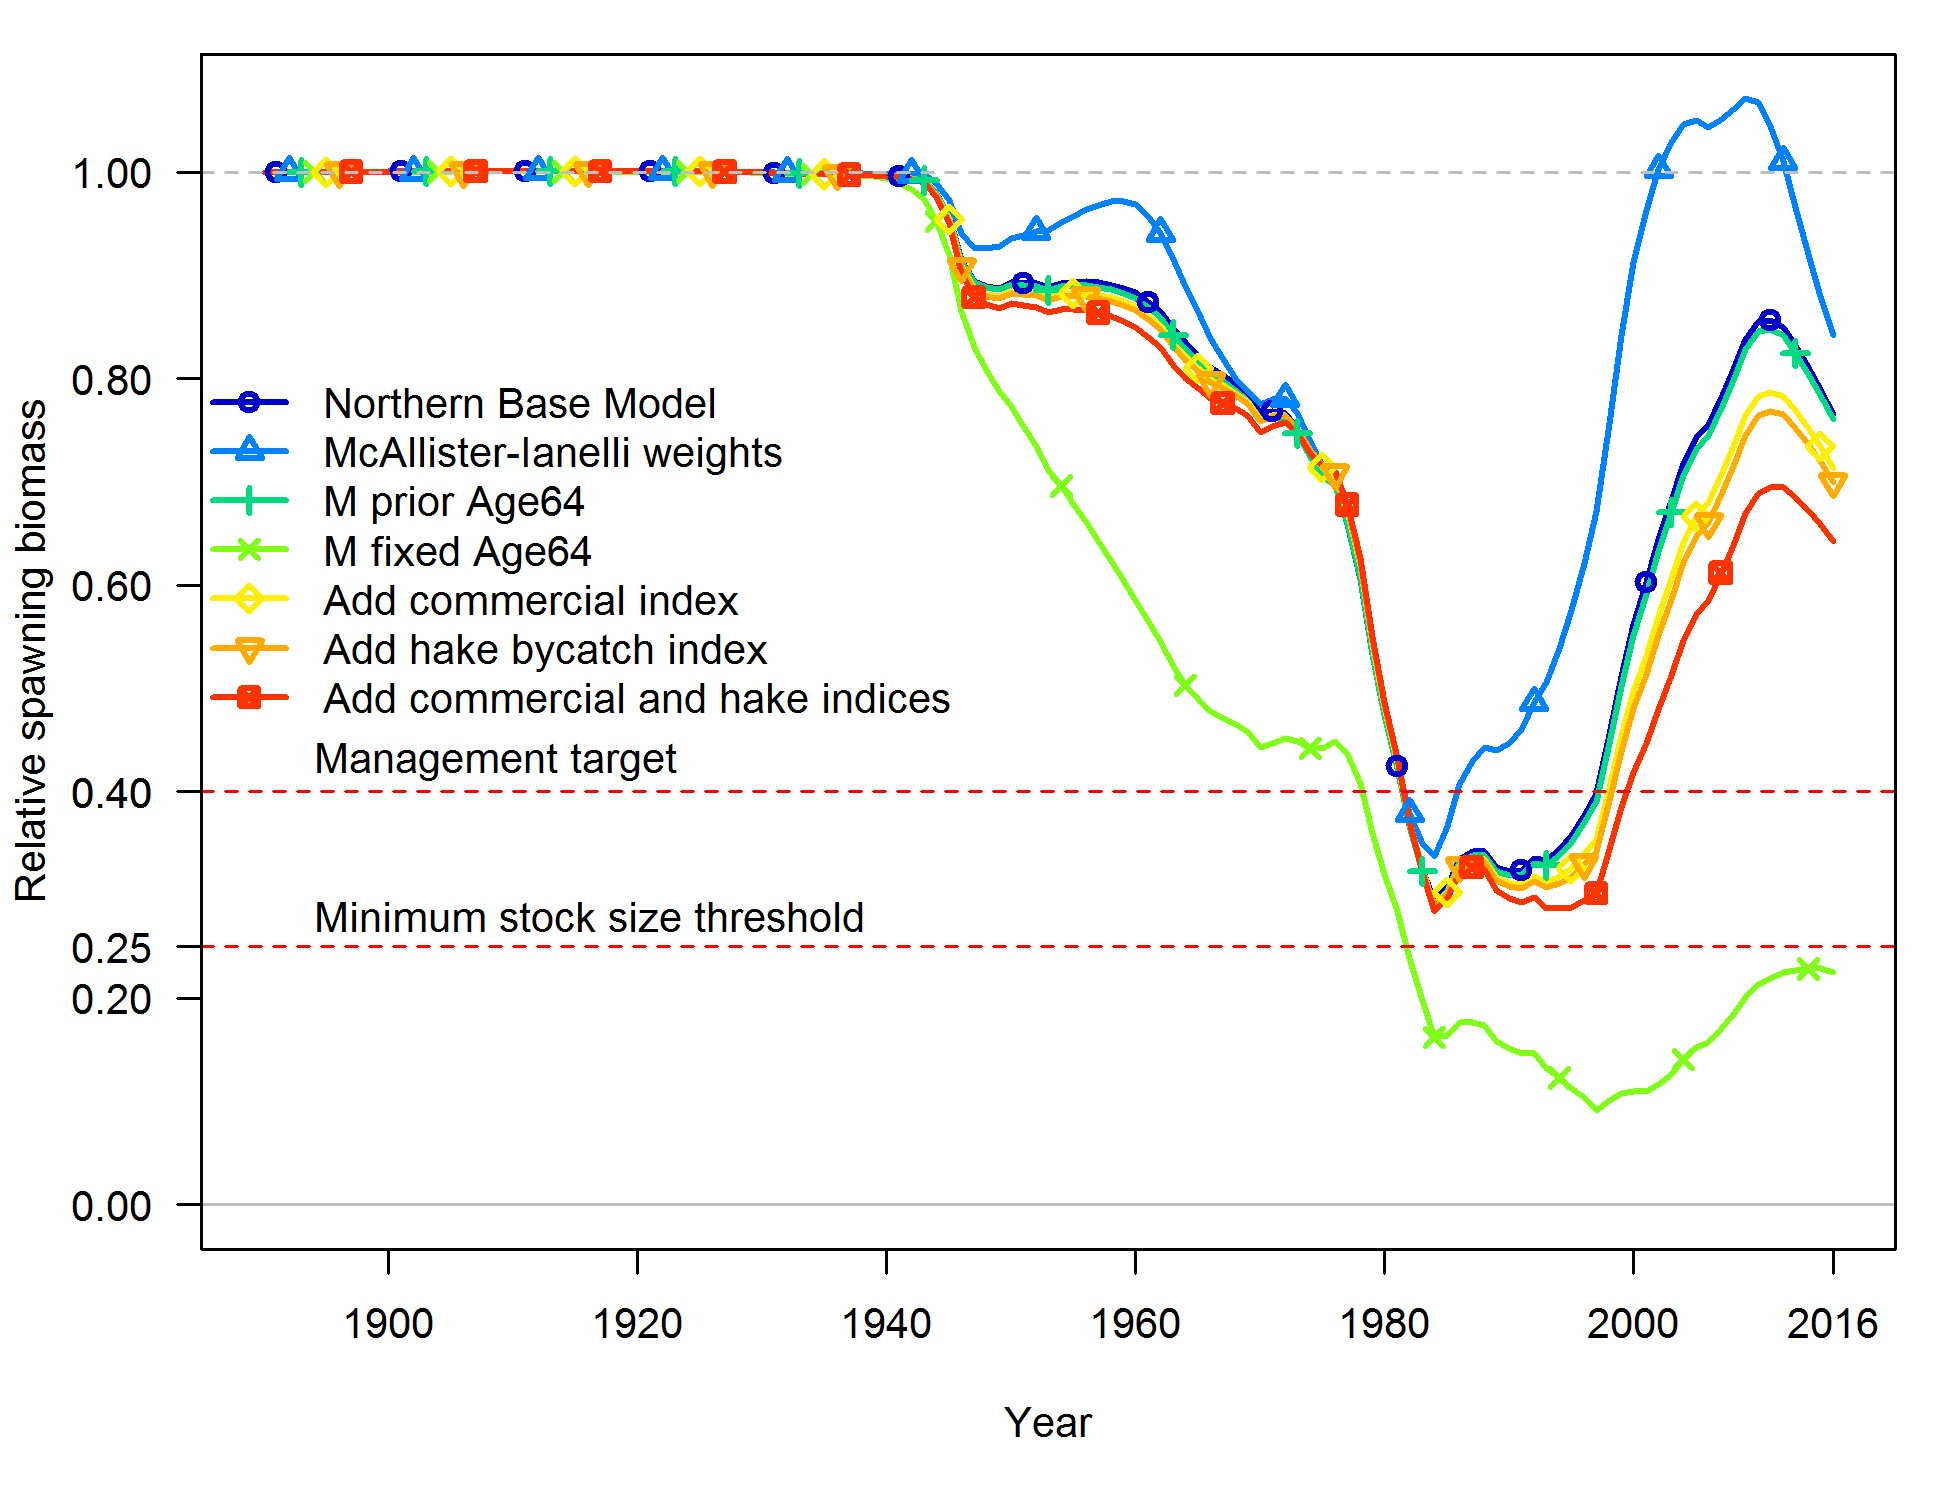 Relative spawning biomass
1.00
0.80
0.60
0.40
0.25
0.20
0.00
Northern Base Model
McAllister-Ianelli weights
M prior Age64
M fixed Age64
Add commercial index
Add hake bycatch index
Add commercial and hake indices
Management target
Minimum stock size threshold
1900 1920 1940 1960 1980 2000 2016
Year